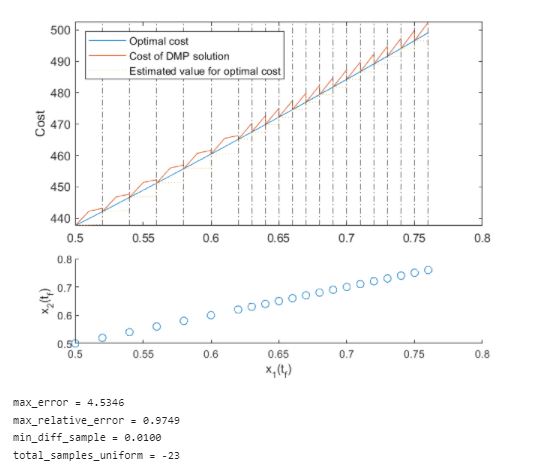 500
490
480
470
460
450
440
Cost
Optimal cost
Cost of DMP solution
Estimated value for optimal cost
0.5 0.55 0.6 0.65 0.7 0.75 0.8
0.8
0.7
0.6
0.5
x₂(t_f)
0.5 0.55 0.6 0.65 0.7 0.75 0.8
x₁(t_f)
max_error = 4.5346
max_relative_error = 0.9749
min_diff_sample = 0.0100
total_samples_uniform = -23